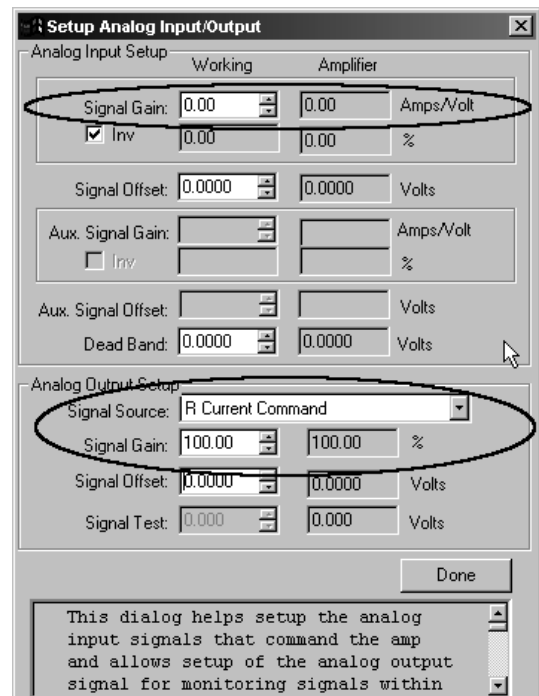 Setup Analog Input/Output
Analog Input Setup
Working Amplifier
Signal Gain: 0.00 0.00 Amps/Volt
Inv 0.00 0.00 %
Signal Offset: 0.0000 0.0000 Volts
Aux. Signal Gain: Amps/Volt
Inv %
Aux. Signal Offset: Volts
Dead Band: 0.0000 0.0000 Volts
Analog Output Setup
Signal Source: R Current Command
Signal Gain: 100.00 100.00 %
Signal Offset: 0.0000 0.0000 Volts
Signal Test: 0.000 0.000 Volts
Done
This dialog helps setup the analog
input signals that command the amp
and allows setup of the analog output
signal for monitoring signals within